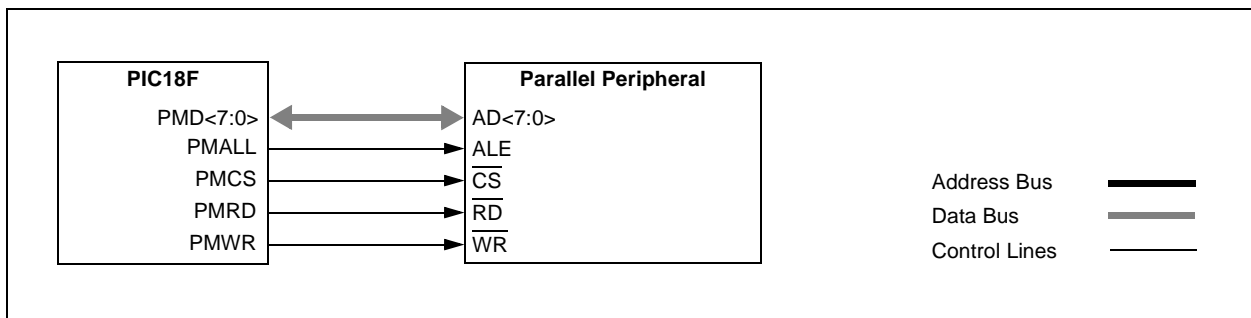 PIC18F
PMD<7:0>
PMALL
PMCS
PMRD
PMWR
Parallel Peripheral
AD<7:0>
ALE
CS
RD
WR
Address Bus
Data Bus
Control Lines